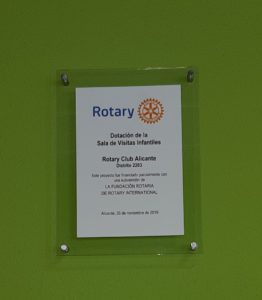 Rotary
Dotación de la
Sala de Visitas Infantiles
Rotary Club Alicante
Distrito 2203
Este proyecto fue financiado parcialmente con
una subvención de
LA FUNDACIÓN ROTARIA
DE ROTARY INTERNATIONAL
Alicante, de noviembre de 2019